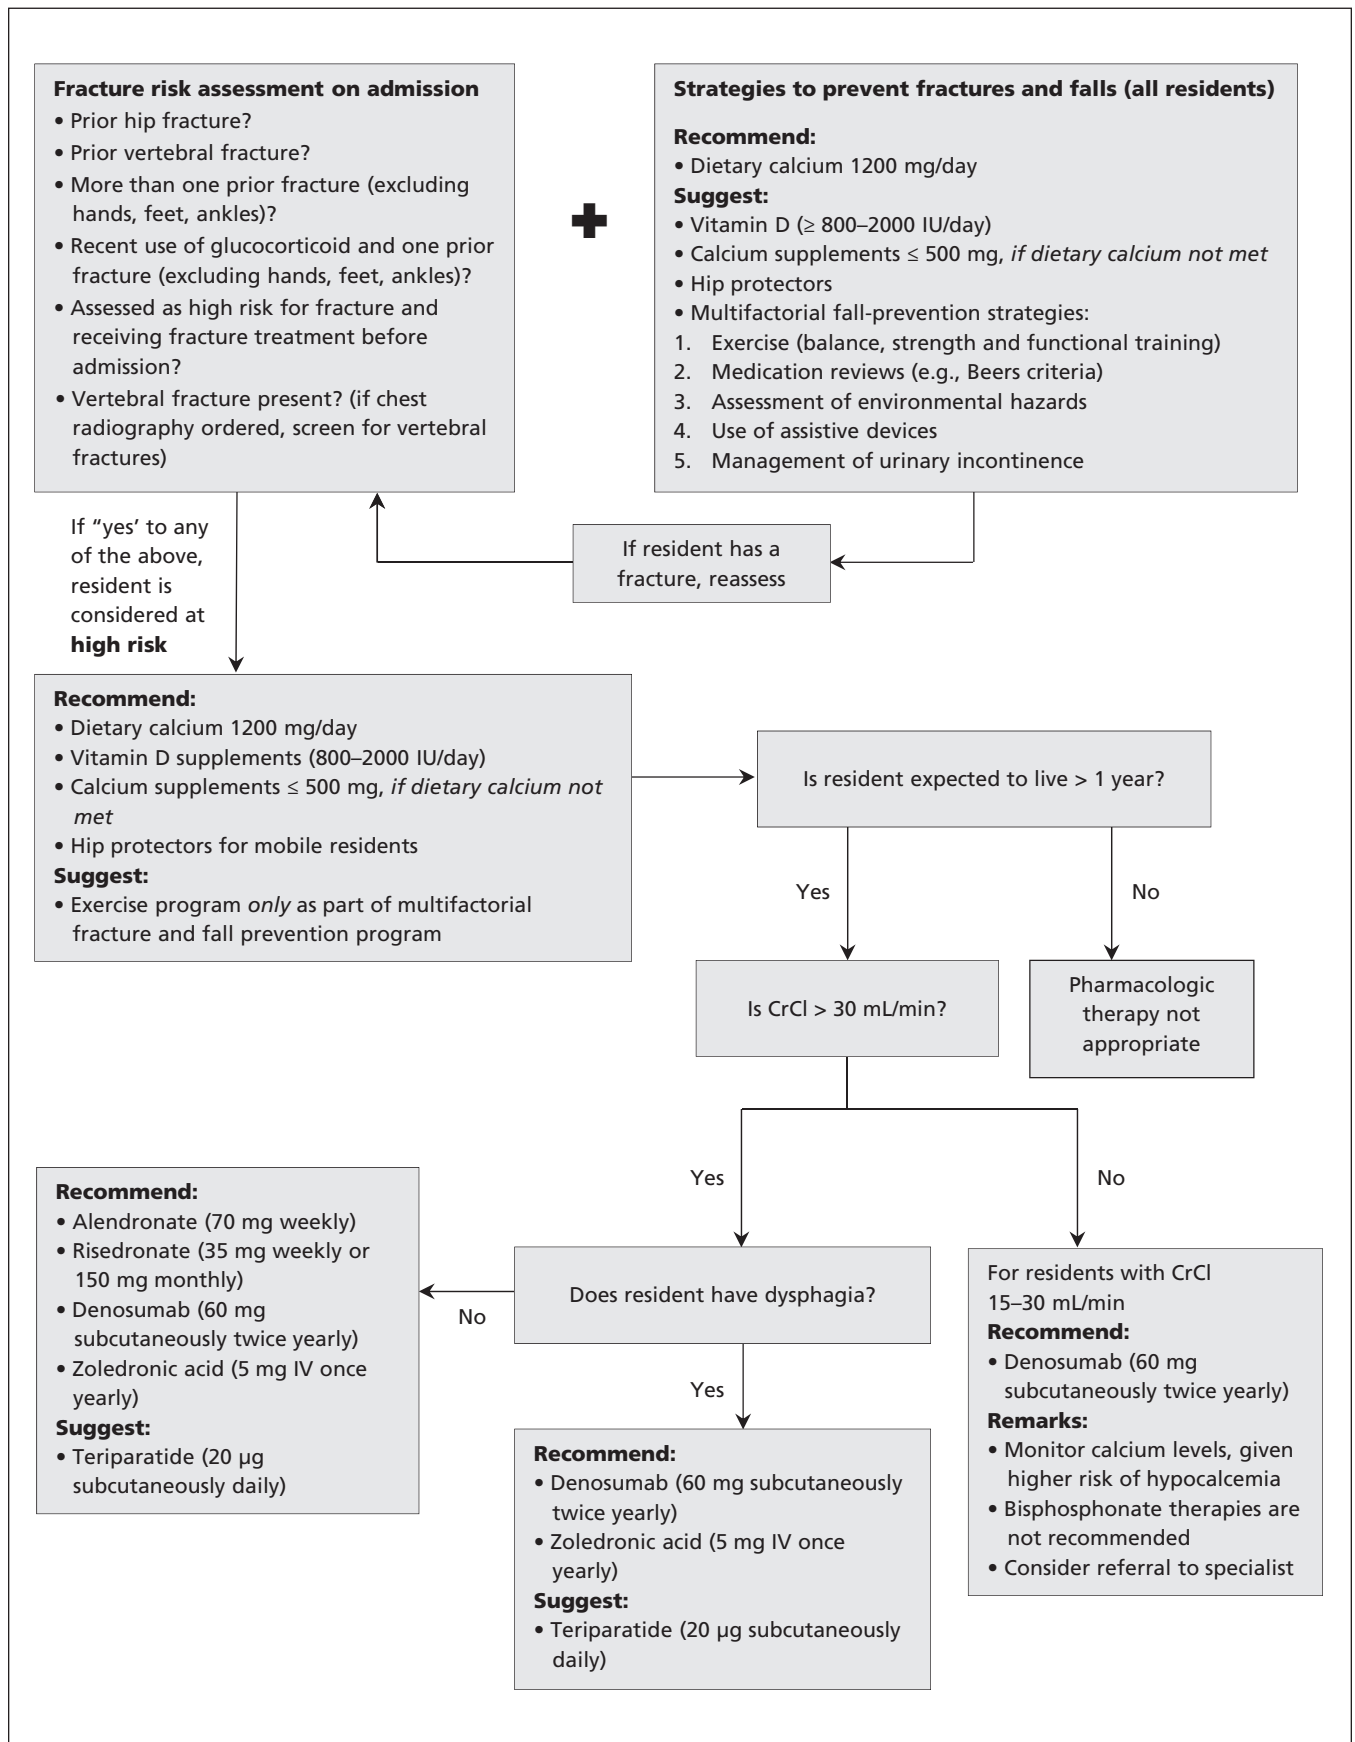 Fracture risk assessment on admission
• Prior hip fracture?
• Prior vertebral fracture?
• More than one prior fracture (excluding
hands, feet, ankles)?
• Recent use of glucocorticoid and one prior
fracture (excluding hands, feet, ankles)?
• Assessed as high risk for fracture and
receiving fracture treatment before
admission?
• Vertebral fracture present? (if chest
radiography ordered, screen for vertebral
fractures)
+
Strategies to prevent fractures and falls (all residents)
Recommend:
• Dietary calcium 1200 mg/day
Suggest:
• Vitamin D (≥ 800–2000 IU/day)
• Calcium supplements ≤ 500 mg, if dietary calcium not met
• Hip protectors
• Multifactorial fall-prevention strategies:
1. Exercise (balance, strength and functional training)
2. Medication reviews (e.g., Beers criteria)
3. Assessment of environmental hazards
4. Use of assistive devices
5. Management of urinary incontinence
If "yes' to any
of the above,
resident is
considered at
high risk
If resident has a
fracture, reassess
Recommend:
• Dietary calcium 1200 mg/day
• Vitamin D supplements (800–2000 IU/day)
• Calcium supplements ≤ 500 mg, if dietary calcium not
met
• Hip protectors for mobile residents
Suggest:
• Exercise program only as part of multifactorial
fracture and fall prevention program
Is resident expected to live > 1 year?
Yes
No
Is CrCl > 30 mL/min?
Pharmacologic
therapy not
appropriate
Yes
No
Recommend:
• Alendronate (70 mg weekly)
• Risedronate (35 mg weekly or
150 mg monthly)
• Denosumab (60 mg
subcutaneously twice yearly)
• Zoledronic acid (5 mg IV once
yearly)
Suggest:
• Teriparatide (20 µg
subcutaneously daily)
No
Does resident have dysphagia?
Yes
Recommend:
• Denosumab (60 mg subcutaneously
twice yearly)
• Zoledronic acid (5 mg IV once
yearly)
Suggest:
• Teriparatide (20 µg subcutaneously
daily)
For residents with CrCl
15–30 mL/min
Recommend:
• Denosumab (60 mg
subcutaneously twice yearly)
Remarks:
• Monitor calcium levels, given
higher risk of hypocalcemia
• Bisphosphonate therapies are
not recommended
• Consider referral to specialist